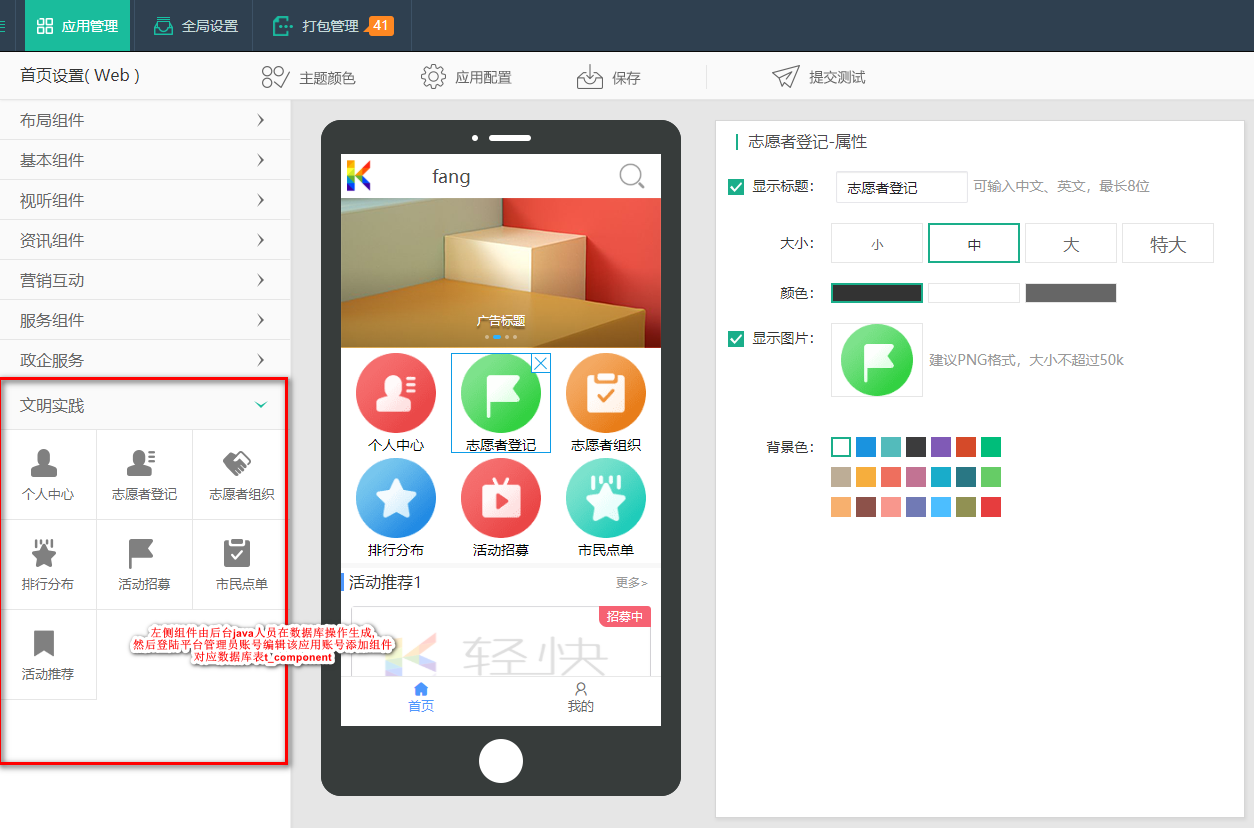 应用管理
全局设置
打包管理 41
首页设置( Web )
主题颜色
应用配置
保存
提交测试
布局组件
基本组件
视听组件
资讯组件
营销互动
服务组件
政企服务
文明实践
个人中心 志愿者登记 志愿者组织
排行分布 活动招募 市民点单
活动推荐
左侧组件由后台java人员在数据库操作生成,
然后登陆平台管理员账号编辑该应用账号添加组件
对应数据库表t_component
fang
广告标题
个人中心 志愿者登记 志愿者组织
排行分布 活动招募 市民点单
活动推荐1 更多>
招募中
轻快
首页 我的
志愿者登记-属性
显示标题： 志愿者登记 可输入中文、英文，最长8位
大小： 小 中 大 特大
颜色：
显示图片： 建议PNG格式，大小不超过50k
背景色：